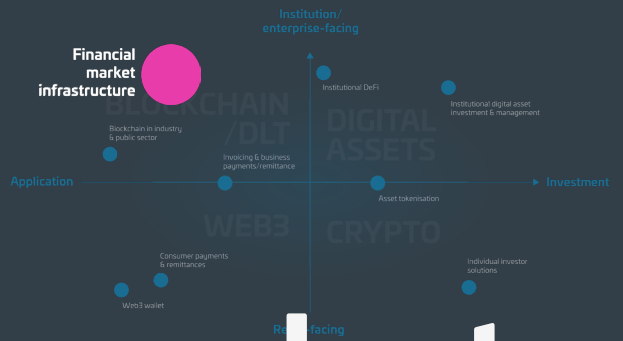 Institution/
enterprise-facing
Financial
market
infrastructure
Institutional DeFi
Institutional digital asset
investment & management
BLOCKCHAIN
/DLT
DIGITAL
ASSETS
Blockchain in industry
& public sector
Invoicing & business
payments/remittance
Application
Investment
Asset tokenisation
WEB3
CRYPTO
Consumer payments
& remittances
Individual investor
solutions
Web3 wallet
-facing